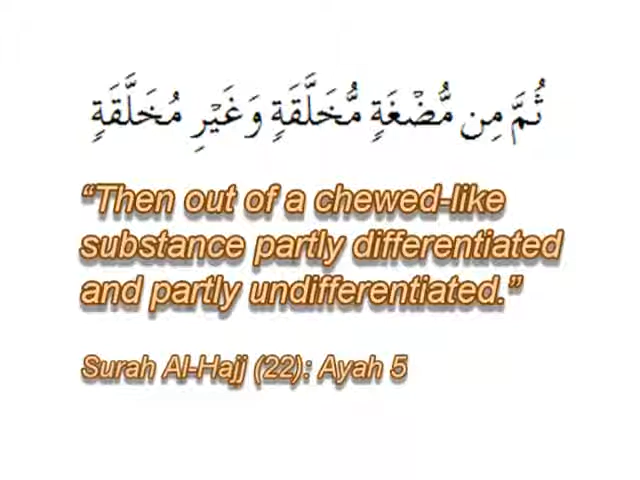 ثُمَّ مِن مُّضْغَةٍ مُّخَلَّقَةٍ وَغَيْرِ مُخَلَّقَةٍ
“Then out of a chewed-like
substance partly differentiated
and partly undifferentiated.”
Surah Al-Hajj (22): Ayah 5